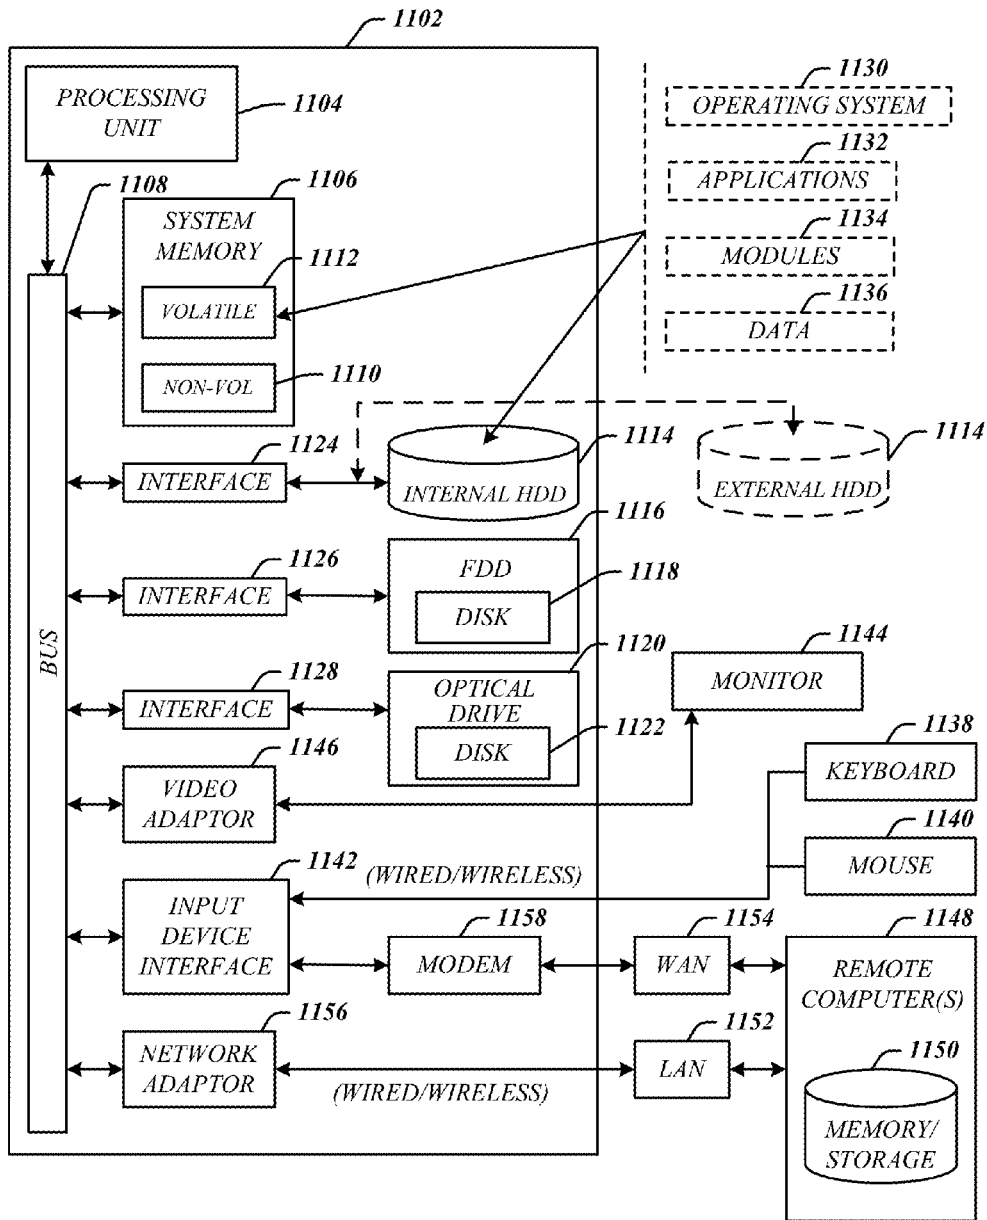 1102
PROCESSING
UNIT
1104
1108
1106
SYSTEM
MEMORY
1112
VOLATILE
1110
NON-VOL
1130
OPERATING SYSTEM
1132
APPLICATIONS
1134
MODULES
1136
DATA
1124
INTERFACE
1114
INTERNAL HDD
1114
EXTERNAL HDD
1126
INTERFACE
1116
FDD
1118
DISK
BUS
1128
INTERFACE
1120
OPTICAL
DRIVE
1122
DISK
1144
MONITOR
1146
VIDEO
ADAPTOR
1138
KEYBOARD
1140
MOUSE
1142
INPUT
DEVICE
INTERFACE
(WIRED/WIRELESS)
1158
MODEM
1154
WAN
1148
REMOTE
COMPUTER(S)
1156
NETWORK
ADAPTOR
(WIRED/WIRELESS)
1152
LAN
1150
MEMORY/
STORAGE